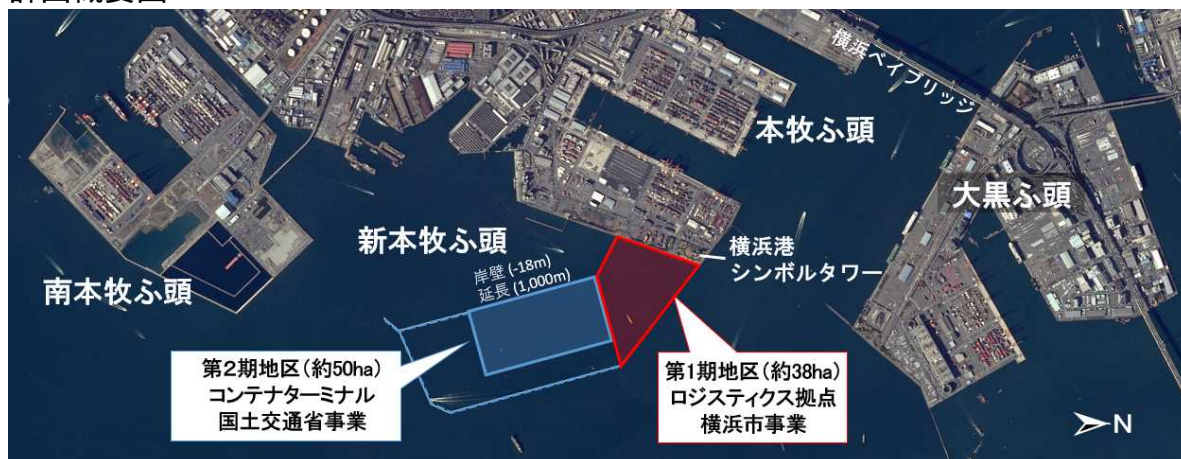 横浜ベイブリッジ
本牧ふ頭
大黒ふ頭
新本牧ふ頭
横浜港
シンボルタワー
岸壁 (-18m)
延長 (1,000m)
南本牧ふ頭
第2期地区(約50ha)
コンテナターミナル
国土交通省事業
第1期地区(約38ha)
ロジスティクス拠点
横浜市事業
N